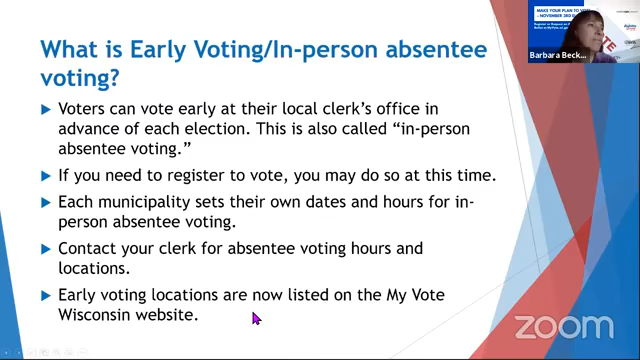 MAKE YOUR PLAN TO VOTE
- NOVEMBER 3RD
What is Early Voting/In-person absentee
voting?
Barbara Beck...
Voters can vote early at their local clerk's office in
advance of each election. This is also called “in-person
absentee voting.”
If you need to register to vote, you may do so at this time.
Each municipality sets their own dates and hours for in-
person absentee voting.
Contact your clerk for absentee voting hours and
locations.
Early voting locations are now listed on the My Vote
Wisconsin website.
zoom